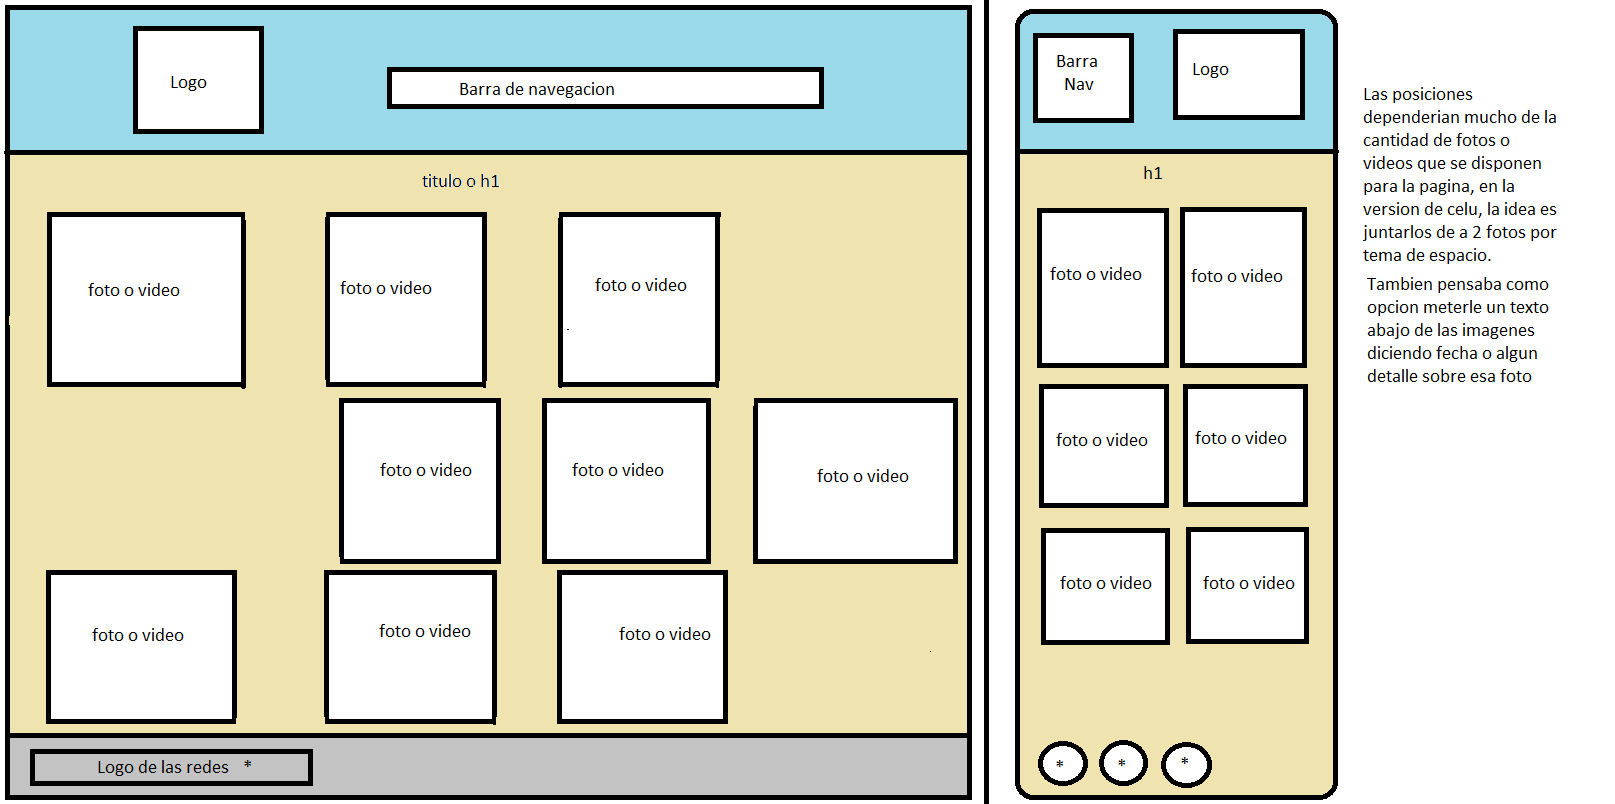 Logo
Barra de navegacion
titulo o h1
foto o video
foto o video
foto o video
foto o video
foto o video
foto o video
foto o video
foto o video
foto o video
Logo de las redes *
Barra
Nav
Logo
h1
foto o video
foto o video
foto o video
foto o video
foto o video
foto o video
*
*
*
Las posiciones
dependerian mucho de la
cantidad de fotos o
videos que se disponen
para la pagina, en la
version de celu, la idea es
juntarlos de a 2 fotos por
tema de espacio.
Tambien pensaba como
opcion meterle un texto
abajo de las imagenes
diciendo fecha o algun
detalle sobre esa foto